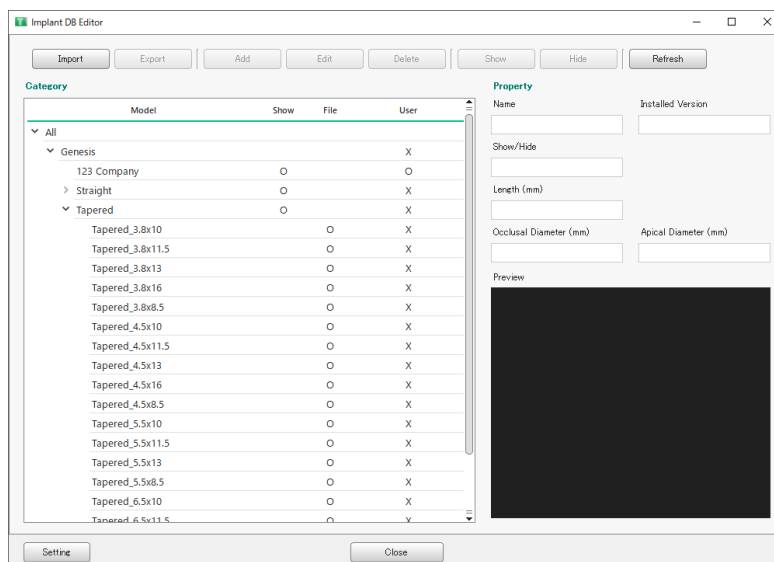 Implant DB Editor
Import Export Add Edit Delete Show Hide Refresh
Category
Model Show File User
All
Genesis X
123 Company O O
Straight O X
Tapered O X
Tapered_3.8x10 O X
Tapered_3.8x11.5 O X
Tapered_3.8x13 O X
Tapered_3.8x16 O X
Tapered_3.8x8.5 O X
Tapered_4.5x10 O X
Tapered_4.5x11.5 O X
Tapered_4.5x13 O X
Tapered_4.5x16 O X
Tapered_4.5x8.5 O X
Tapered_5.5x10 O X
Tapered_5.5x11.5 O X
Tapered_5.5x13 O X
Tapered_5.5x8.5 O X
Tapered_6.5x10 O X
Tapered_6.5x11.5 O X
Property
Name Installed Version
Show/Hide
Length (mm)
Occlusal Diameter (mm) Apical Diameter (mm)
Preview
Setting Close